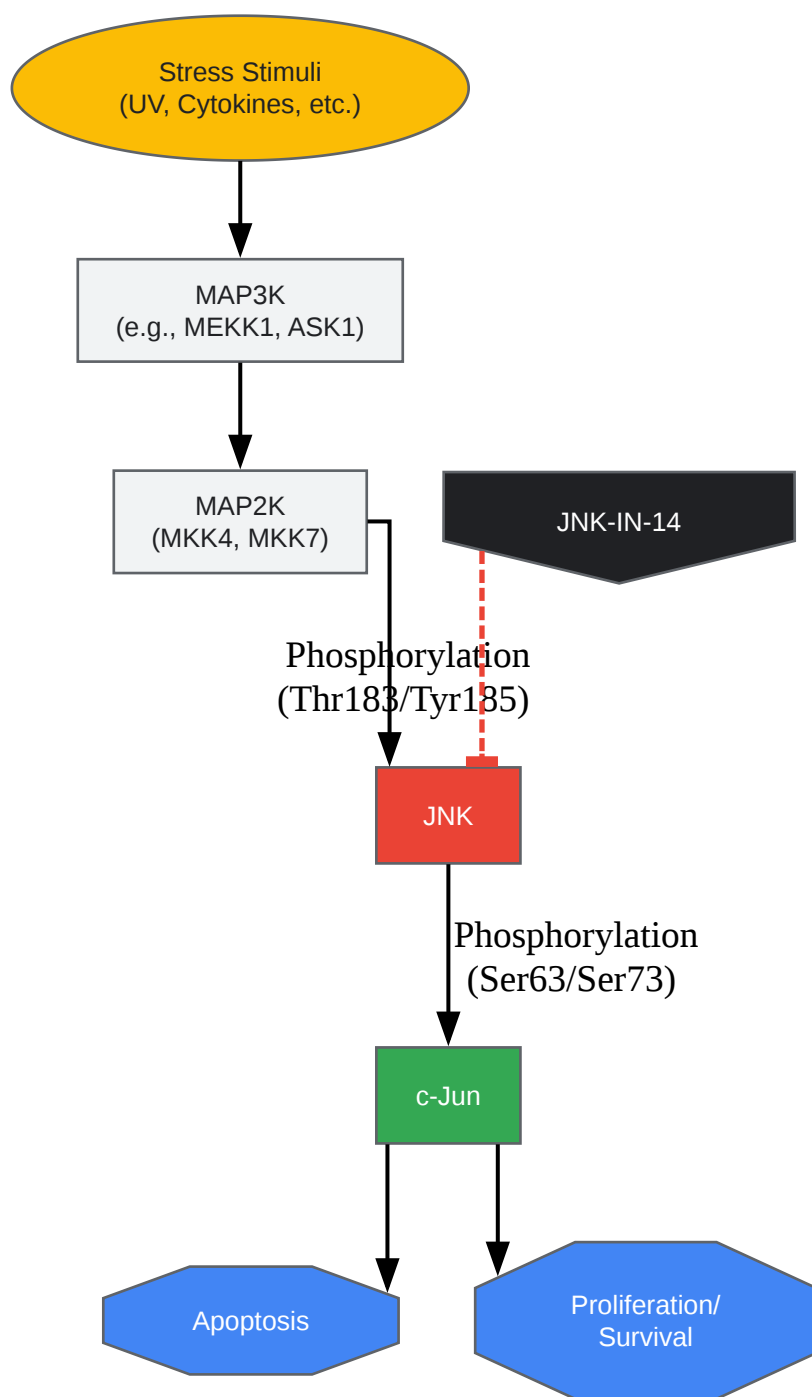 Stress Stimuli
(UV, Cytokines, etc.)
MAP3K
(e.g., MEKK1, ASK1)
MAP2K
(MKK4, MKK7)
JNK-IN-14
Phosphorylation
(Thr183/Tyr185)
JNK
Phosphorylation
(Ser63/Ser73)
c-Jun
Apoptosis
Proliferation/
Survival